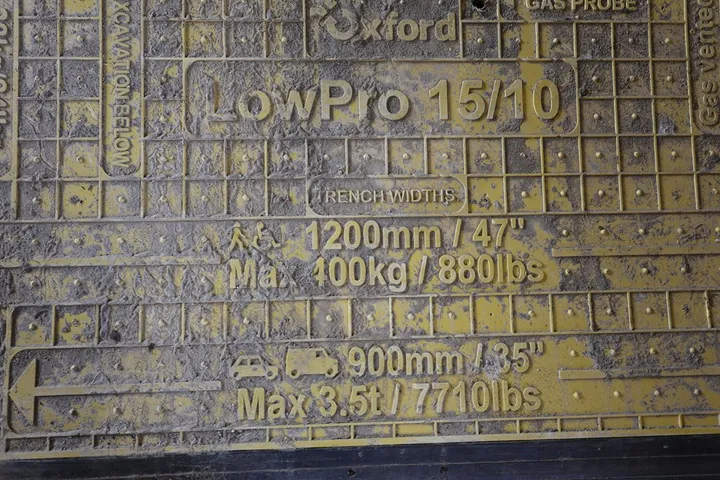 GAS PROBE
Oxford
EXCAVATION BELOW
Gas vented
LowPro 15/10
TRENCH WIDTHS
1200mm / 47"
Max 400kg / 880lbs
900mm / 35"
Max 3.5t / 7710lbs